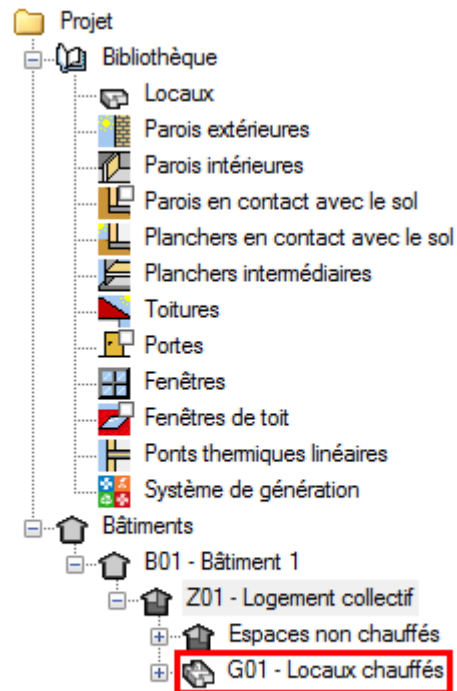 Projet
Bibliothèque
Locaux
Parois extérieures
Parois intérieures
Parois en contact avec le sol
Planchers en contact avec le sol
Planchers intermédiaires
Toitures
Portes
Fenêtres
Fenêtres de toit
Ponts thermiques linéaires
Système de génération
Bâtiments
B01 - Bâtiment 1
Z01 - Logement collectif
Espaces non chauffés
G01 - Locaux chauffés